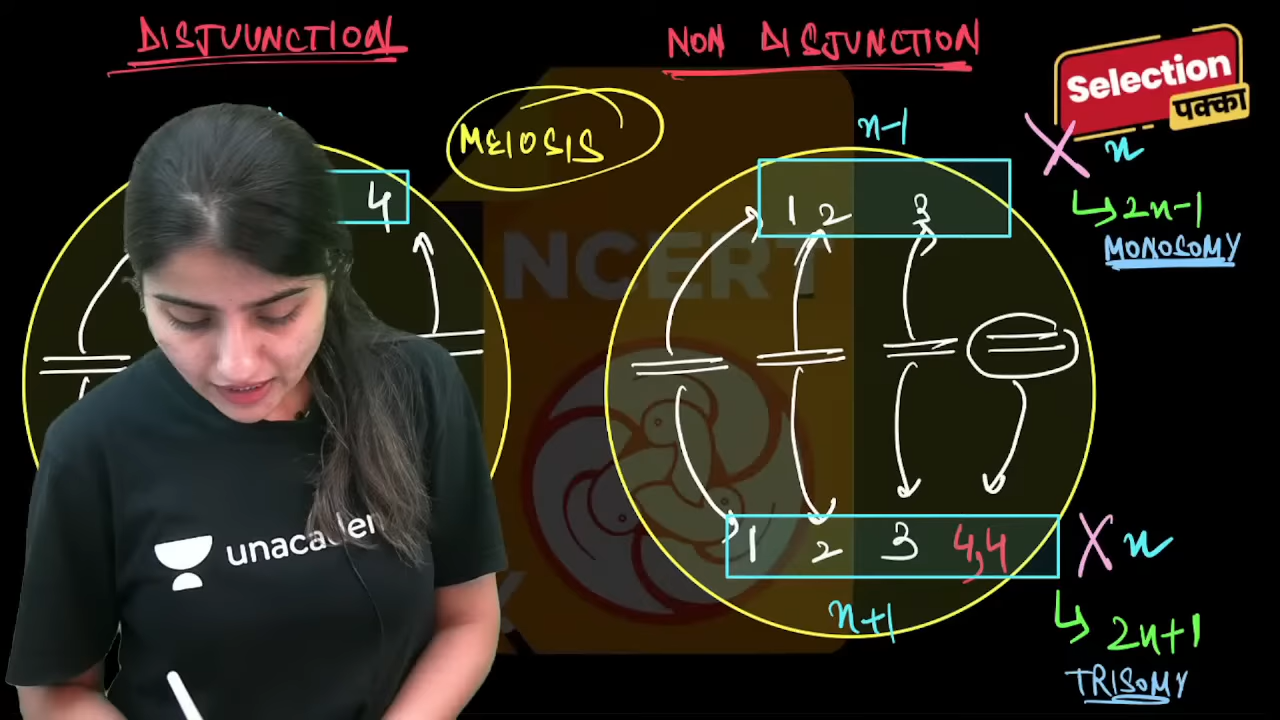 DISJUUNCTION
NON DISJUNCTION
Selection
पक्का
MEIOSIS
n-1
X n
4
1 2 3
↳ 2n-1
MONOSOMY
NCERT
unacadem
1 2 3 4,4
X n
n+1
↳ 2n+1
TRISOMY